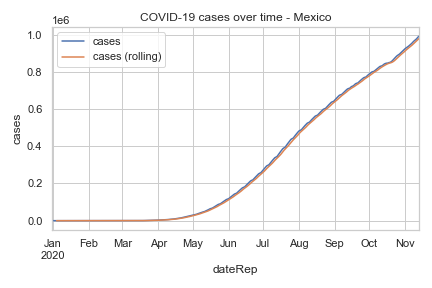 COVID-19 cases over time - Mexico
1e6
cases
cases (rolling)
1.0
0.8
0.6
0.4
0.2
0.0
cases
Jan Feb Mar Apr May Jun Jul Aug Sep Oct Nov
2020
dateRep